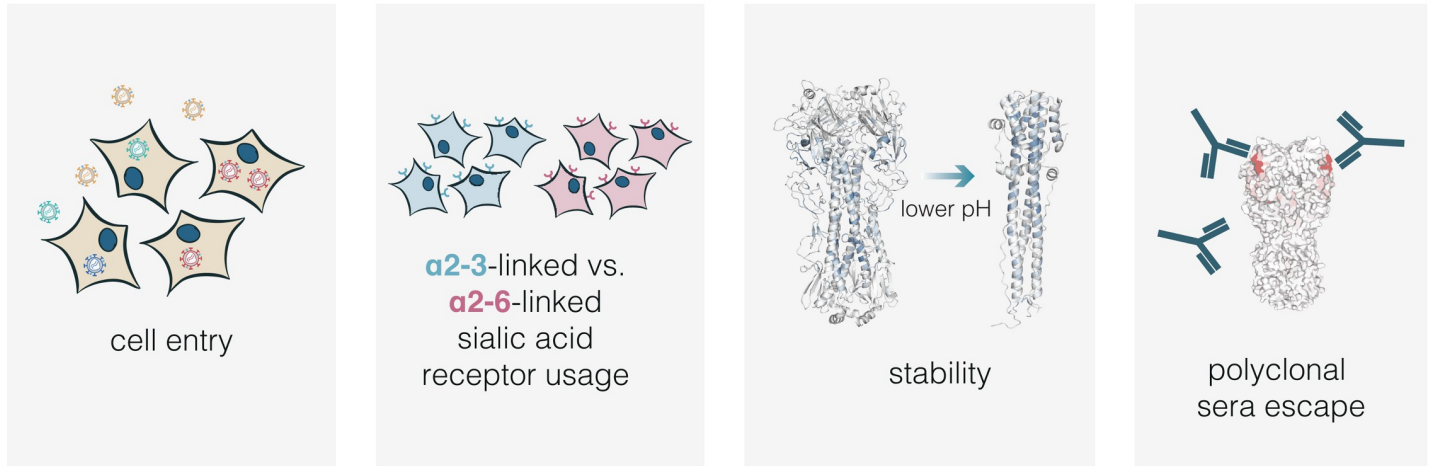 cell entry
α2-3-linked vs.
α2-6-linked
sialic acid
receptor usage
lower pH
stability
polyclonal
sera escape